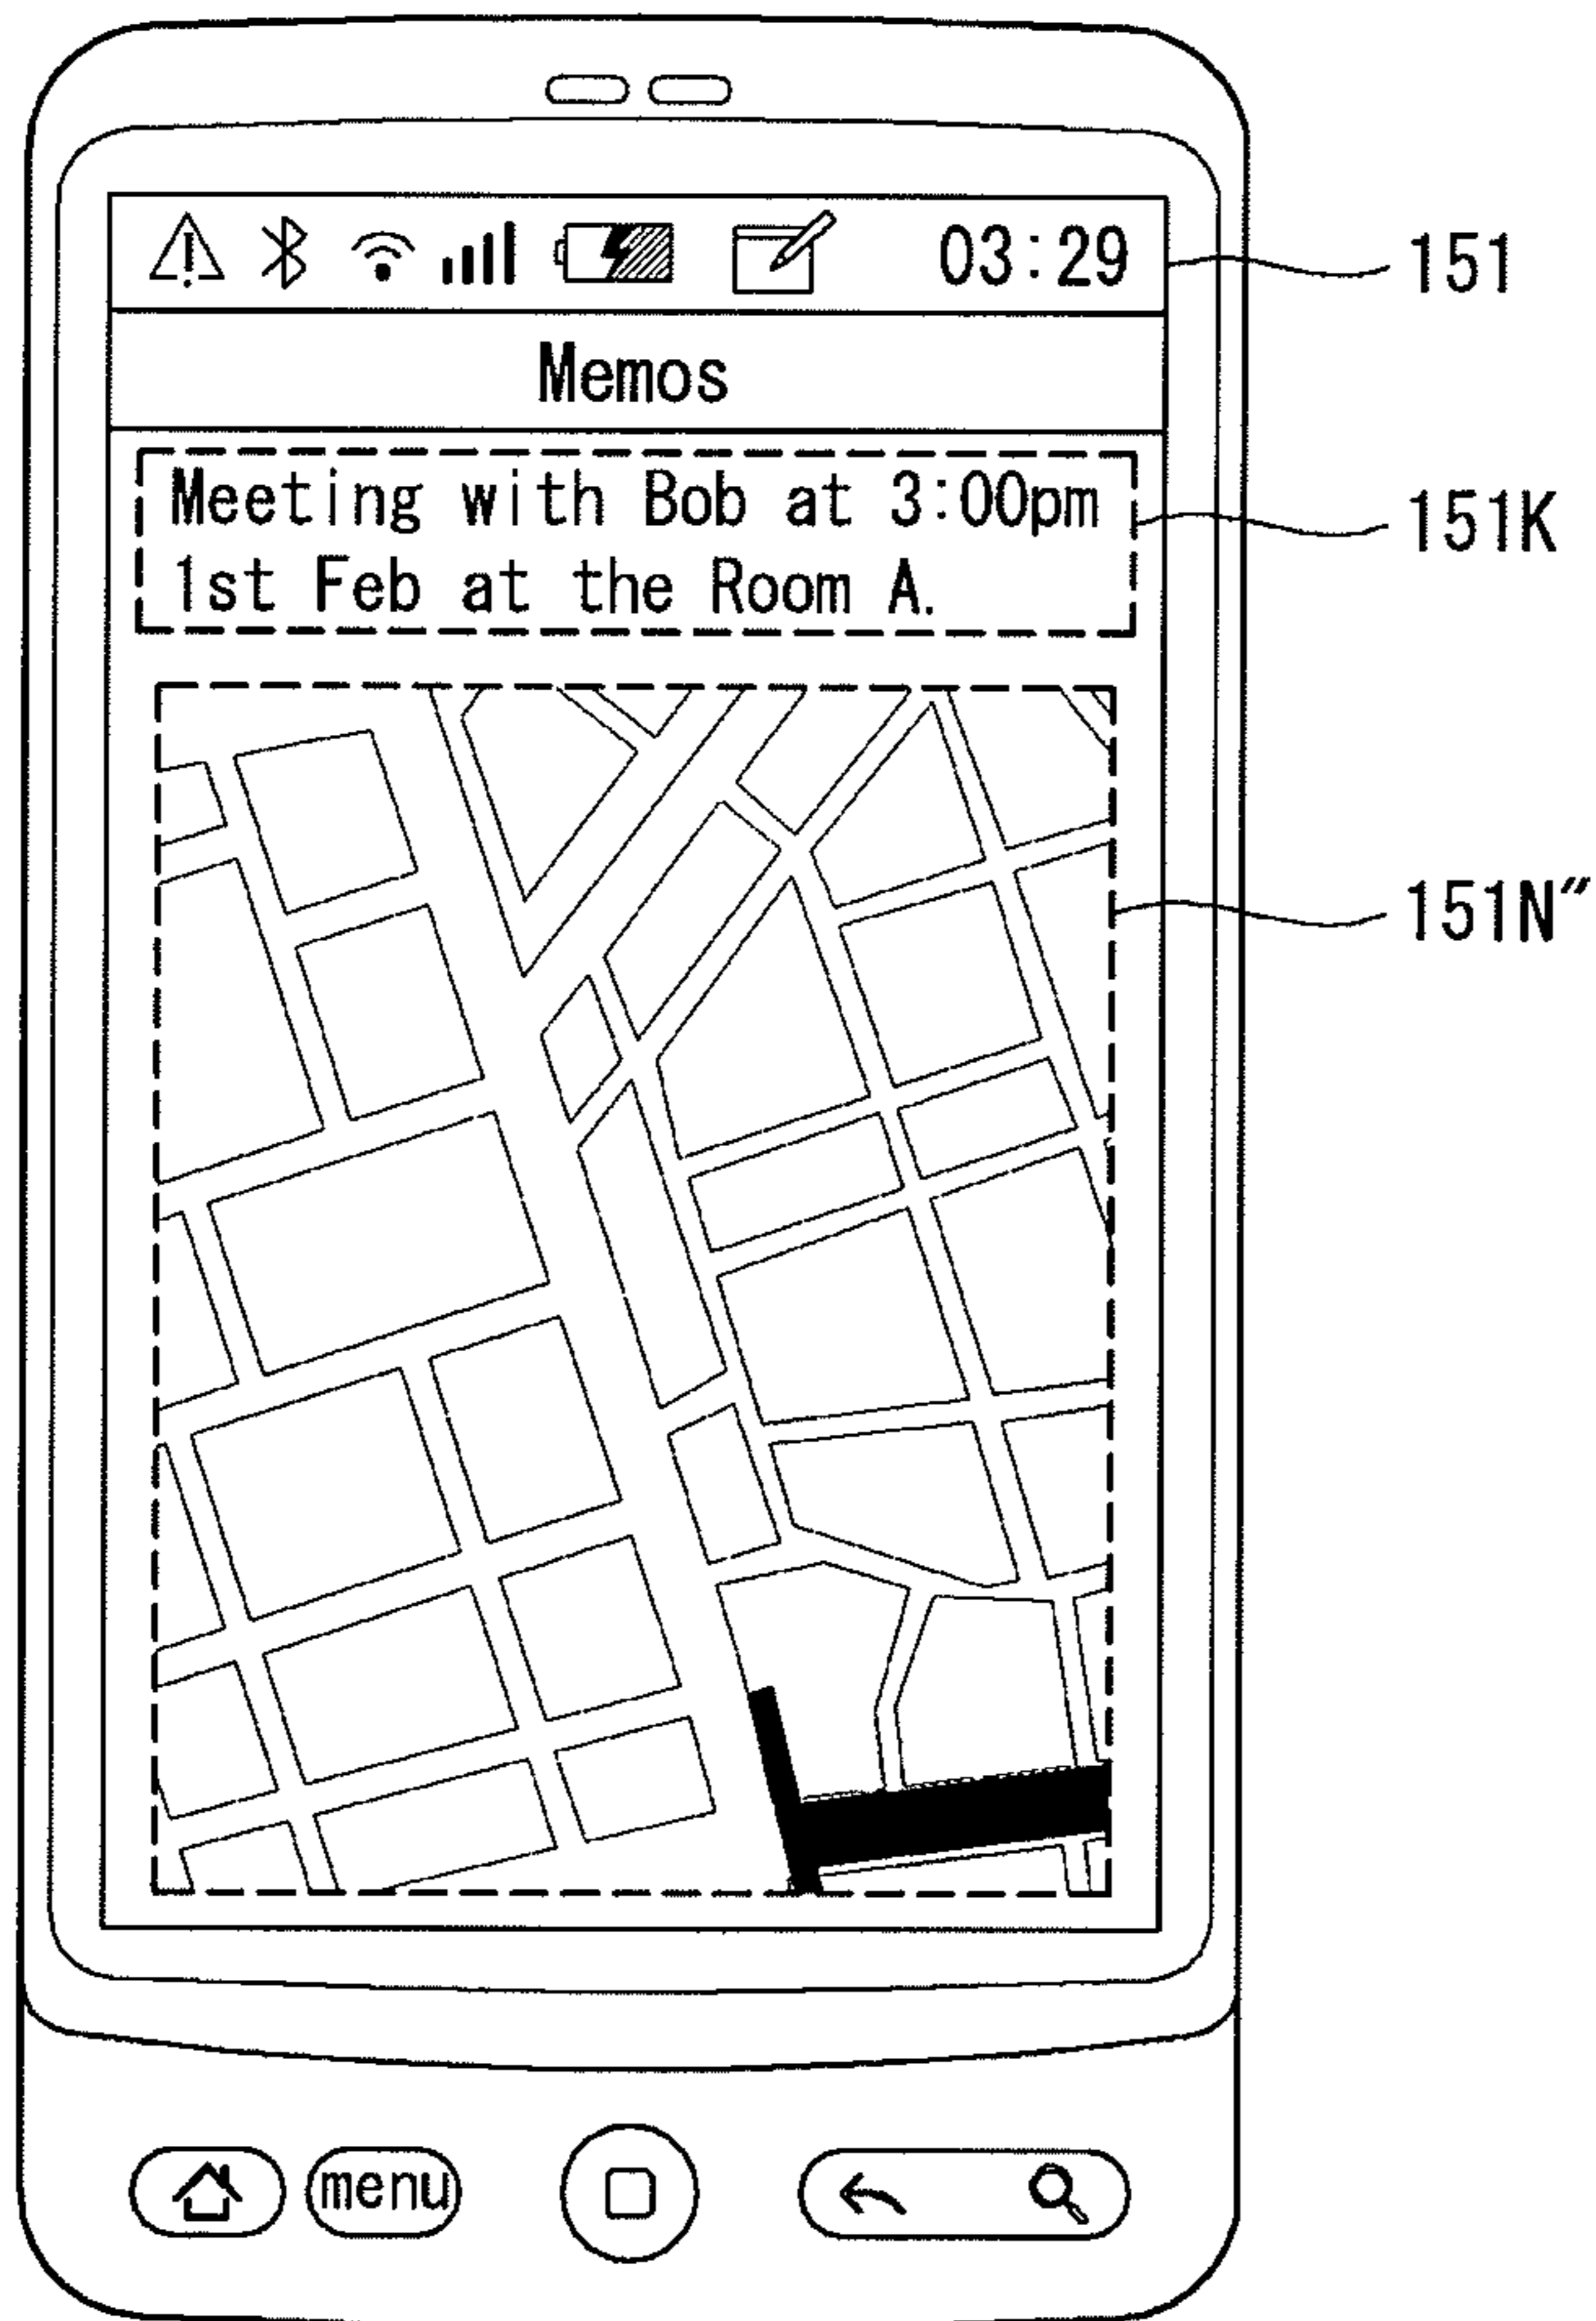 03:29
151
Memos
Meeting with Bob at 3:00pm
151K
1st Feb at the Room A.
151N"
menu